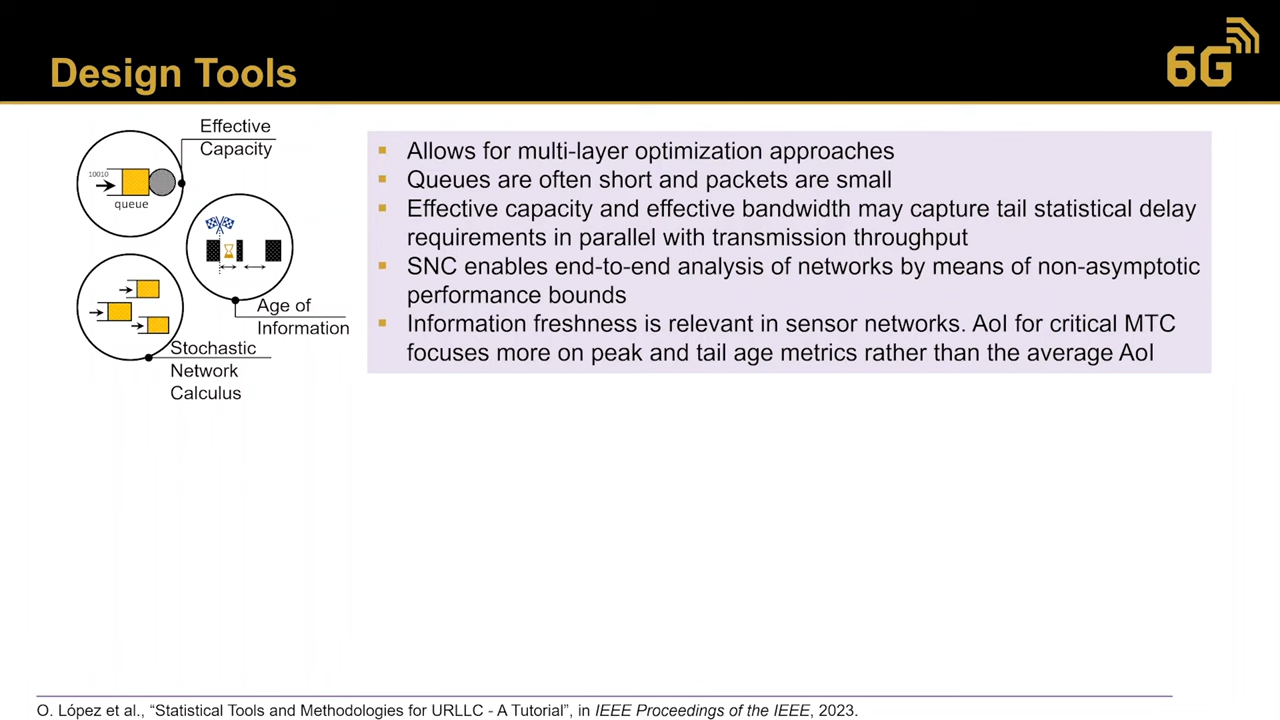 Design Tools
6G
Effective
Capacity
10010
queue
Age of
Information
Stochastic
Network
Calculus
▪ Allows for multi-layer optimization approaches
▪ Queues are often short and packets are small
▪ Effective capacity and effective bandwidth may capture tail statistical delay
requirements in parallel with transmission throughput
▪ SNC enables end-to-end analysis of networks by means of non-asymptotic
performance bounds
▪ Information freshness is relevant in sensor networks. AoI for critical MTC
focuses more on peak and tail age metrics rather than the average AoI
O. López et al., “Statistical Tools and Methodologies for URLLC - A Tutorial”, in IEEE Proceedings of the IEEE, 2023.